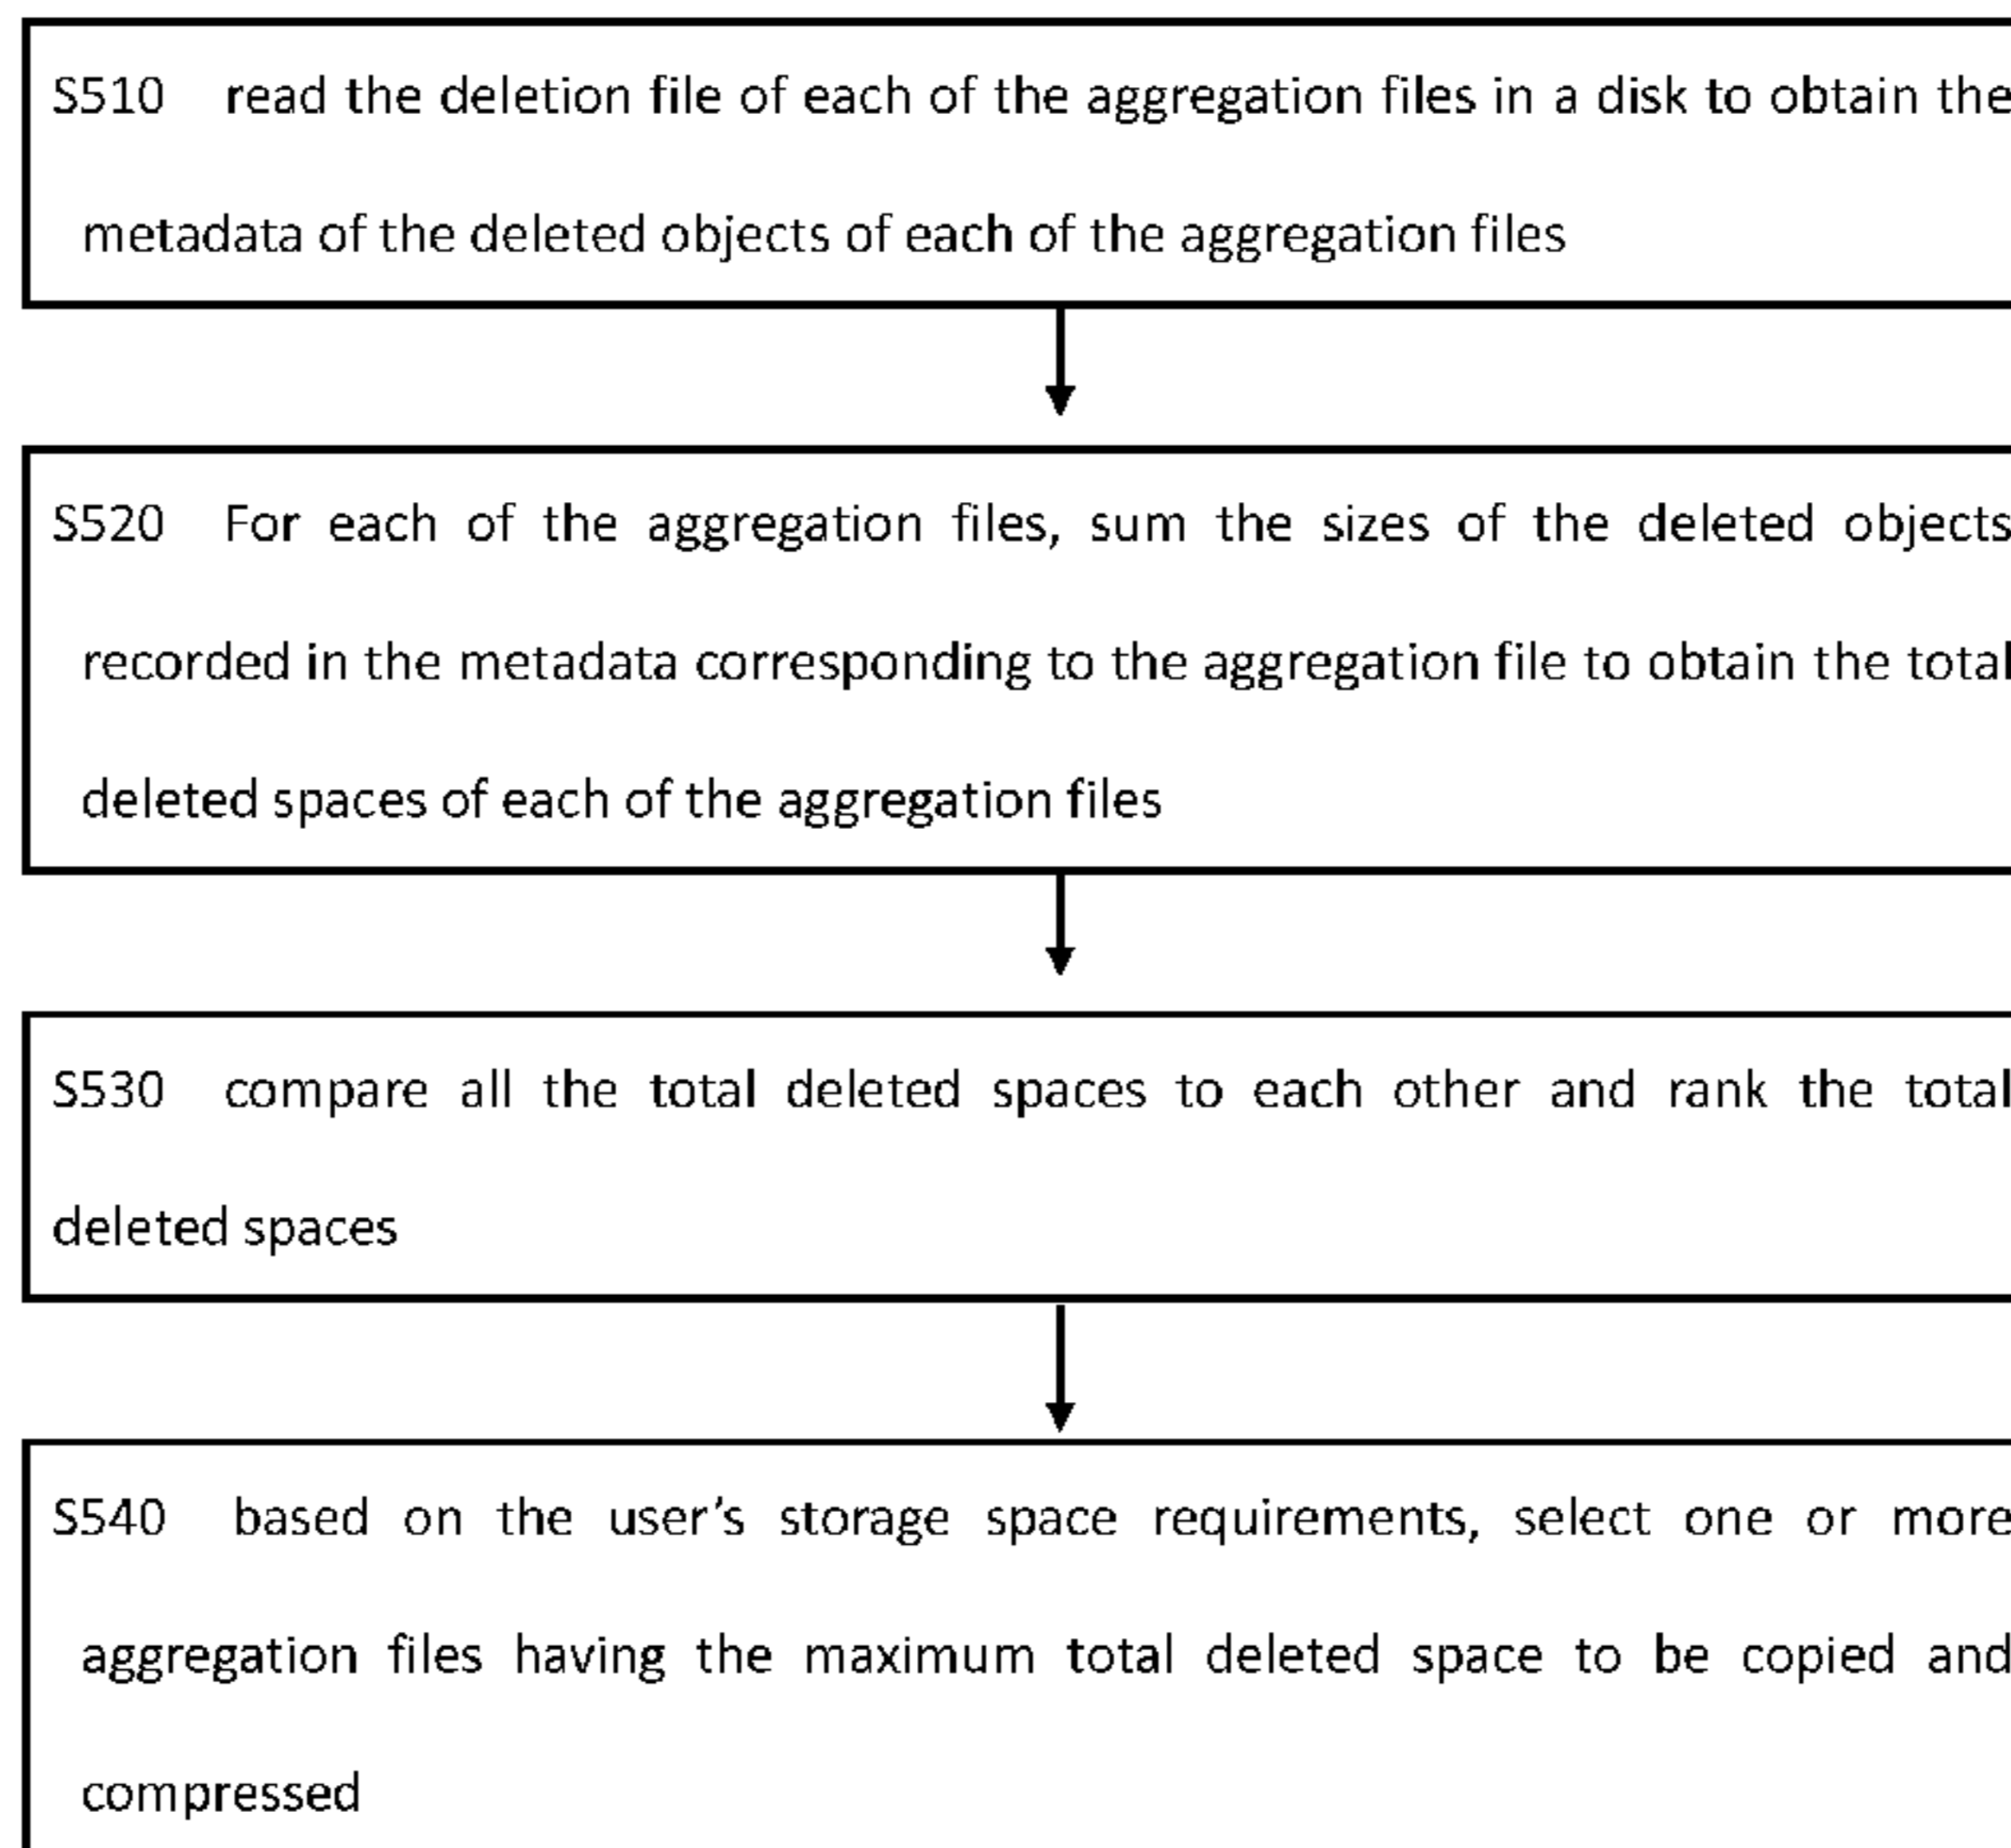 S510 read the deletion file of each of the aggregation files in a disk to obtain the
metadata of the deleted objects of each of the aggregation files
S520 For each of the aggregation files, sum the sizes of the deleted objects
recorded in the metadata corresponding to the aggregation file to obtain the total
deleted spaces of each of the aggregation files
S530 compare all the total deleted spaces to each other and rank the total
deleted spaces
S540 based on the user’s storage space requirements, select one or more
aggregation files having the maximum total deleted space to be copied and
compressed